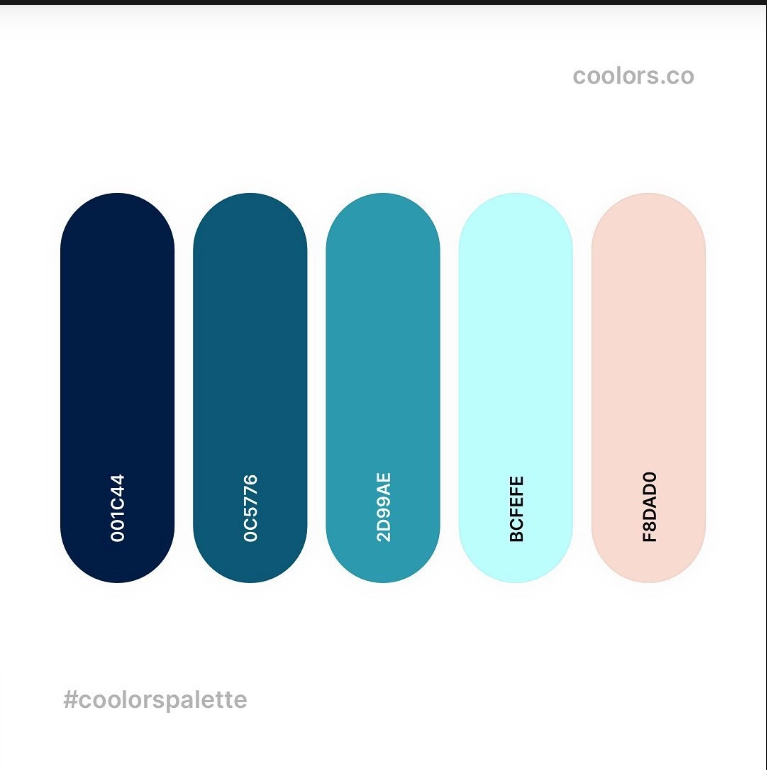 coolors.co
001C44
0C5776
2D99AE
BCFEFE
F8DAD0
#coolorspalette